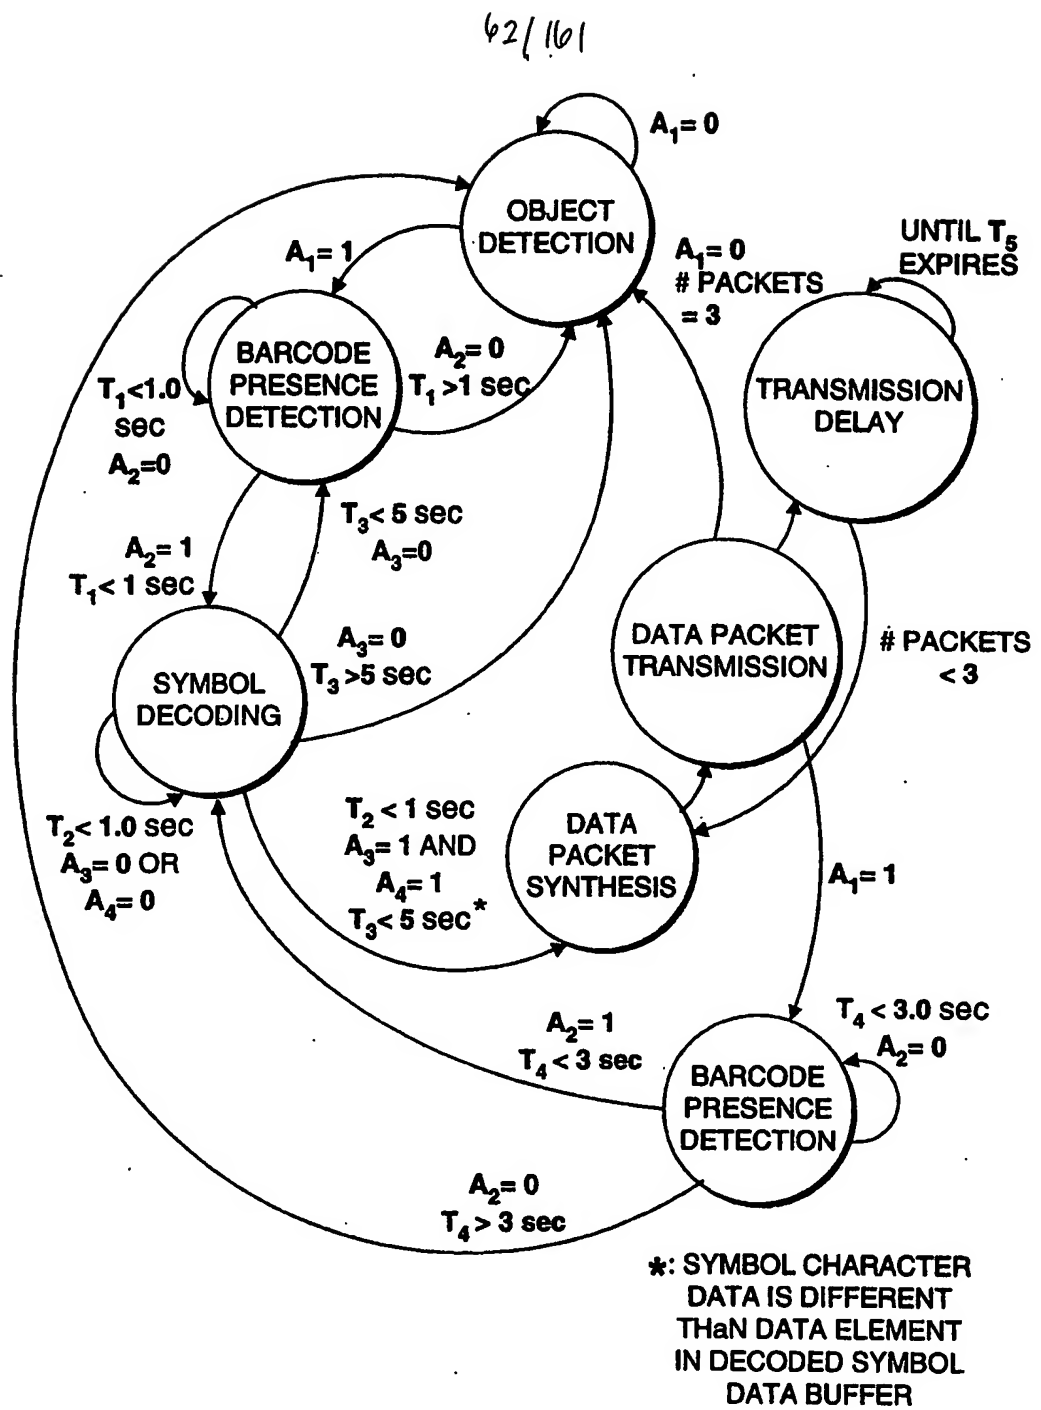 62/161
A₁= 0
OBJECT
DETECTION
UNTIL T₅
EXPIRES
A₁= 1
A₁= 0
# PACKETS
= 3
BARCODE
PRESENCE
DETECTION
A₂= 0
T₁ >1 sec
TRANSMISSION
DELAY
T₁<1.0
sec
A₂=0
T₃< 5 sec
A₃=0
A₂= 1
T₁< 1 sec
A₃= 0
T₃ >5 sec
DATA PACKET
TRANSMISSION
# PACKETS
< 3
SYMBOL
DECODING
T₂< 1.0 sec
A₃= 0 OR
A₄= 0
T₂ < 1 sec
A₃= 1 AND
A₄= 1
T₃< 5 sec*
DATA
PACKET
SYNTHESIS
A₁= 1
T₄ < 3.0 sec
A₂= 0
A₂= 1
T₄ < 3 sec
BARCODE
PRESENCE
DETECTION
A₂= 0
T₄ > 3 sec
*: SYMBOL CHARACTER
DATA IS DIFFERENT
THaN DATA ELEMENT
IN DECODED SYMBOL
DATA BUFFER